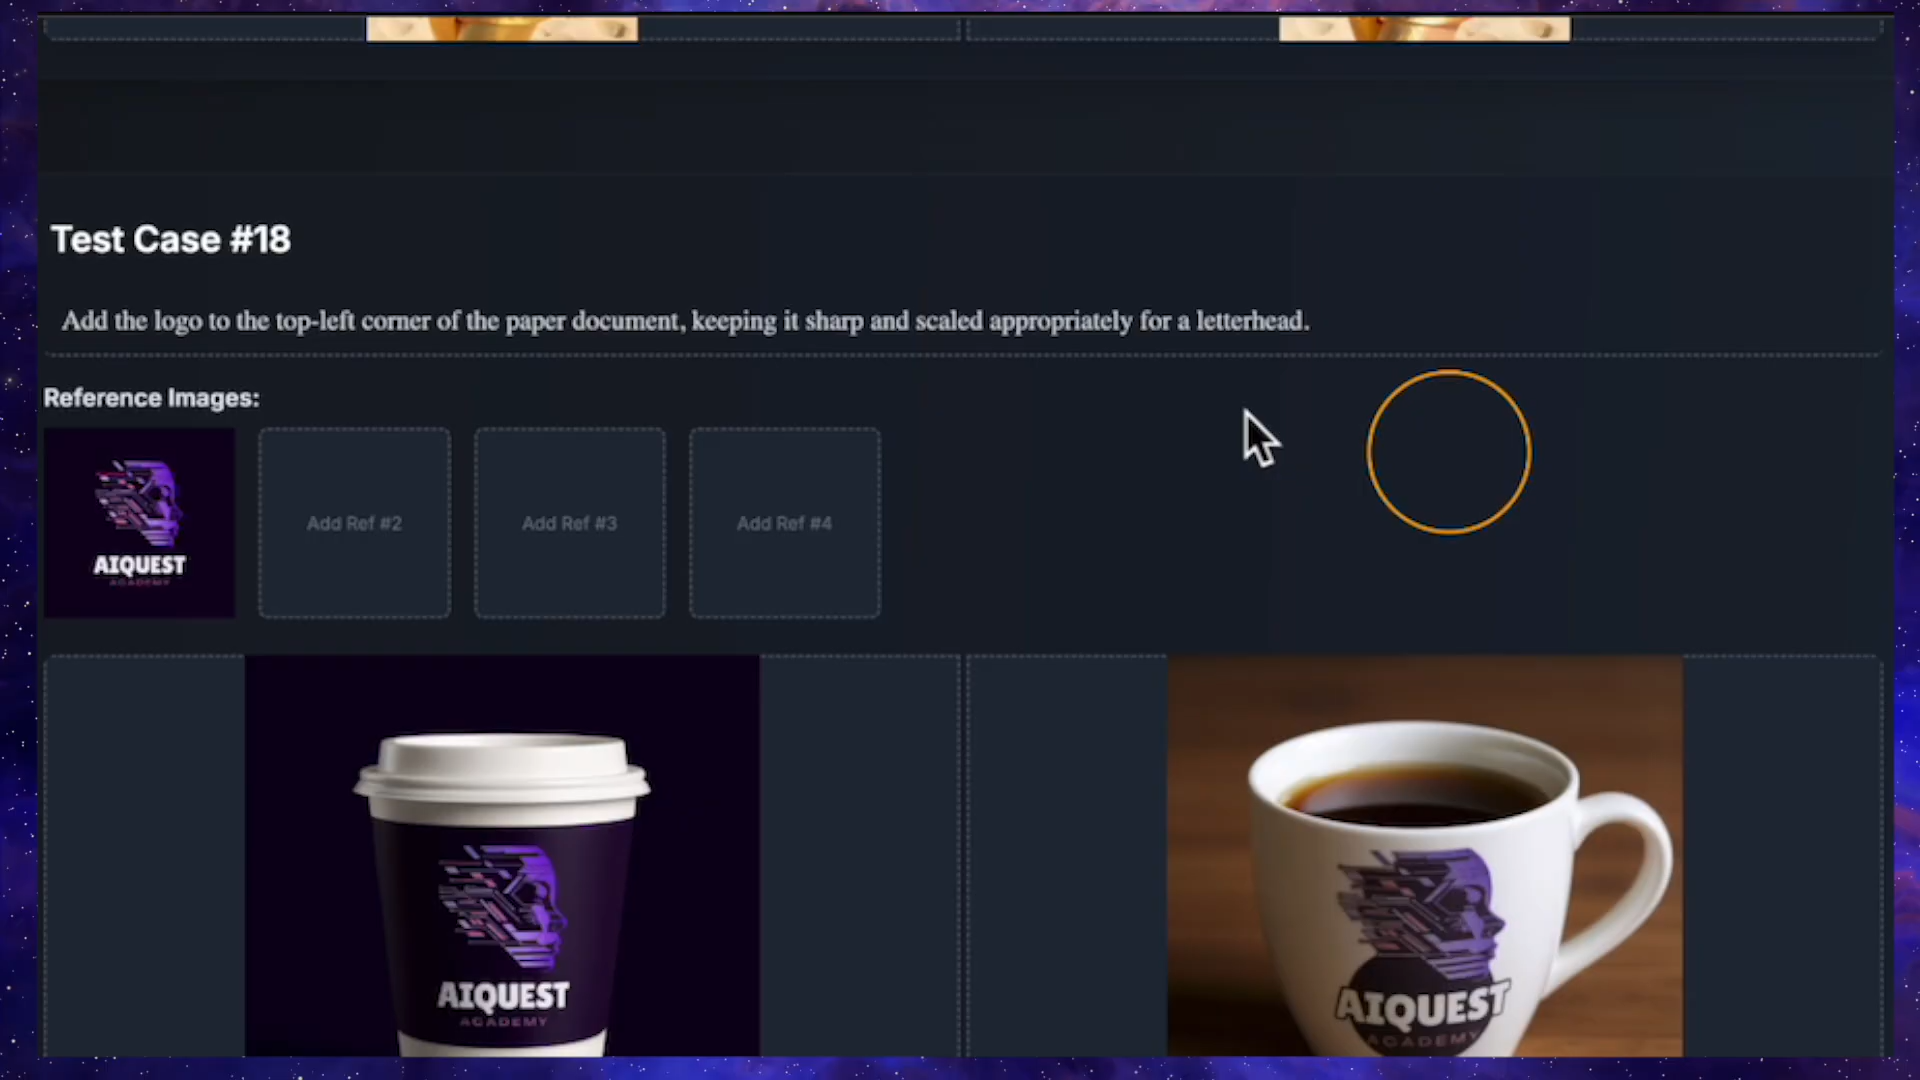 Test Case #18
Add the logo to the top-left corner of the paper document, keeping it sharp and scaled appropriately for a letterhead.
Reference Images:
AIQUEST
ACADEMY
Add Ref #2
Add Ref #3
Add Ref #4
AIQUEST
ACADEMY
AIQUEST
ACADEMY